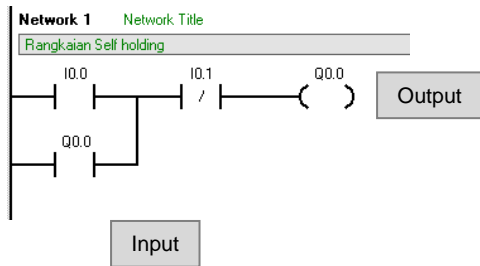 Network 1 Network Title
Rangkaian Self holding
I0.0 I0.1 Q0.0
/
Output
Q0.0
Input